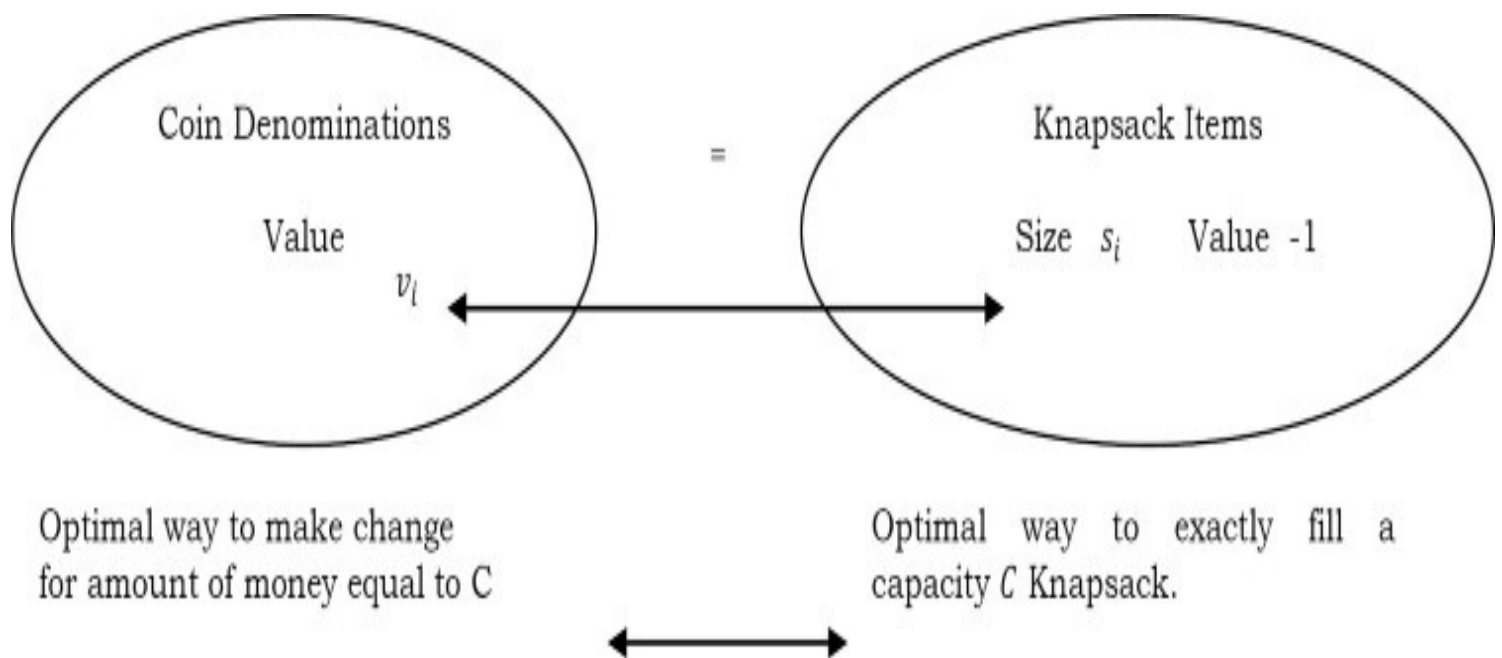 Coin Denominations
Value
v_i
≡
Knapsack Items
Size s_i Value -1
Optimal way to make change
for amount of money equal to C
Optimal way to exactly fill a
capacity C Knapsack.